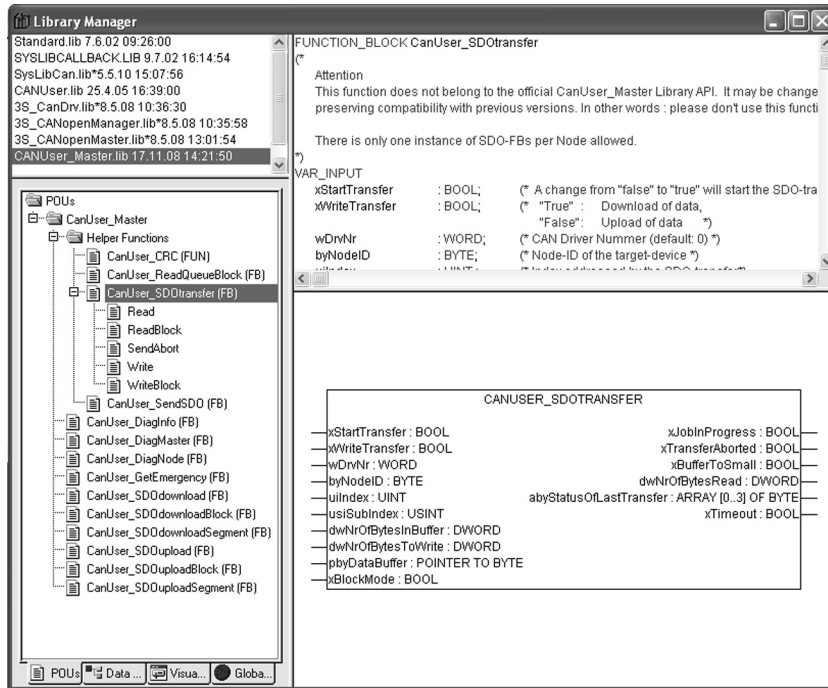 Library Manager
Standard.lib 7.6.02 09:26:00
SYSLIBCALLBACK.LIB 9.7.02 16:14:54
SysLibCan.lib*5.5.10 15:07:56
CANUser.lib 25.4.05 16:39:00
3S_CanDrv.lib*8.5.08 10:36:30
3S_CANopenManager.lib*8.5.08 10:35:58
3S_CANopenMaster.lib*8.5.08 13:01:54
CANUser_Master.lib 17.11.08 14:21:50
FUNCTION_BLOCK CanUser_SDOtransfer
(*
Attention
This function does not belong to the official CanUser_Master Library API. It may be change
preserving compatibility with previous versions. In other words : please don't use this functi
There is only one instance of SDO-FBs per Node allowed.
*)
VAR_INPUT
xStartTransfer : BOOL; (* A change from "false" to "true" will start the SDO-tra
xWriteTransfer : BOOL; (* "True" : Download of data,
"False": Upload of data *)
wDrvNr : WORD; (* CAN Driver Nummer (default: 0) *)
byNodeID : BYTE; (* Node-ID of the target-device *)
uiIndex : UINT; (* Index addressed by the SDO-transfer*)
POUs
CanUser_Master
Helper Functions
CanUser_CRC (FUN)
CanUser_ReadQueueBlock (FB)
CanUser_SDOtransfer (FB)
Read
ReadBlock
SendAbort
Write
WriteBlock
CanUser_SendSDO (FB)
CanUser_DiagInfo (FB)
CanUser_DiagMaster (FB)
CanUser_DiagNode (FB)
CanUser_GetEmergency (FB)
CanUser_SDOdownload (FB)
CanUser_SDOdownloadBlock (FB)
CanUser_SDOdownloadSegment (FB)
CanUser_SDOupload (FB)
CanUser_SDOuploadBlock (FB)
CanUser_SDOuploadSegment (FB)
POUs Data ... Visua... Globa...
CANUSER_SDOTRANSFER
xStartTransfer : BOOL xJobInProgress : BOOL
xWriteTransfer : BOOL xTransferAborted : BOOL
wDrvNr : WORD xBufferToSmall : BOOL
byNodeID : BYTE dwNrOfBytesRead : DWORD
uiIndex : UINT abyStatusOfLastTransfer : ARRAY [0..3] OF BYTE
usiSubIndex : USINT xTimeout : BOOL
dwNrOfBytesInBuffer : DWORD
dwNrOfBytesToWrite : DWORD
pbyDataBuffer : POINTER TO BYTE
xBlockMode : BOOL